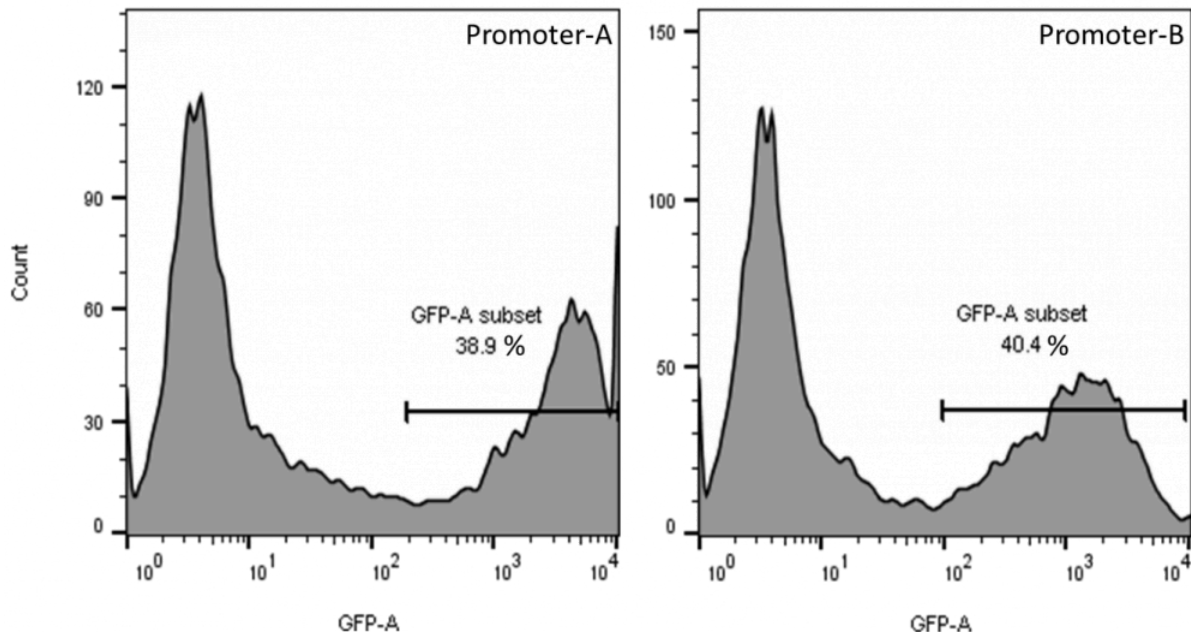 Promoter-A
120
90
60
30
0
Count
GFP-A subset
38.9 %
10^0 10^1 10^2 10^3 10^4
GFP-A
Promoter-B
150
100
50
0
GFP-A subset
40.4 %
10^0 10^1 10^2 10^3 10^4
GFP-A